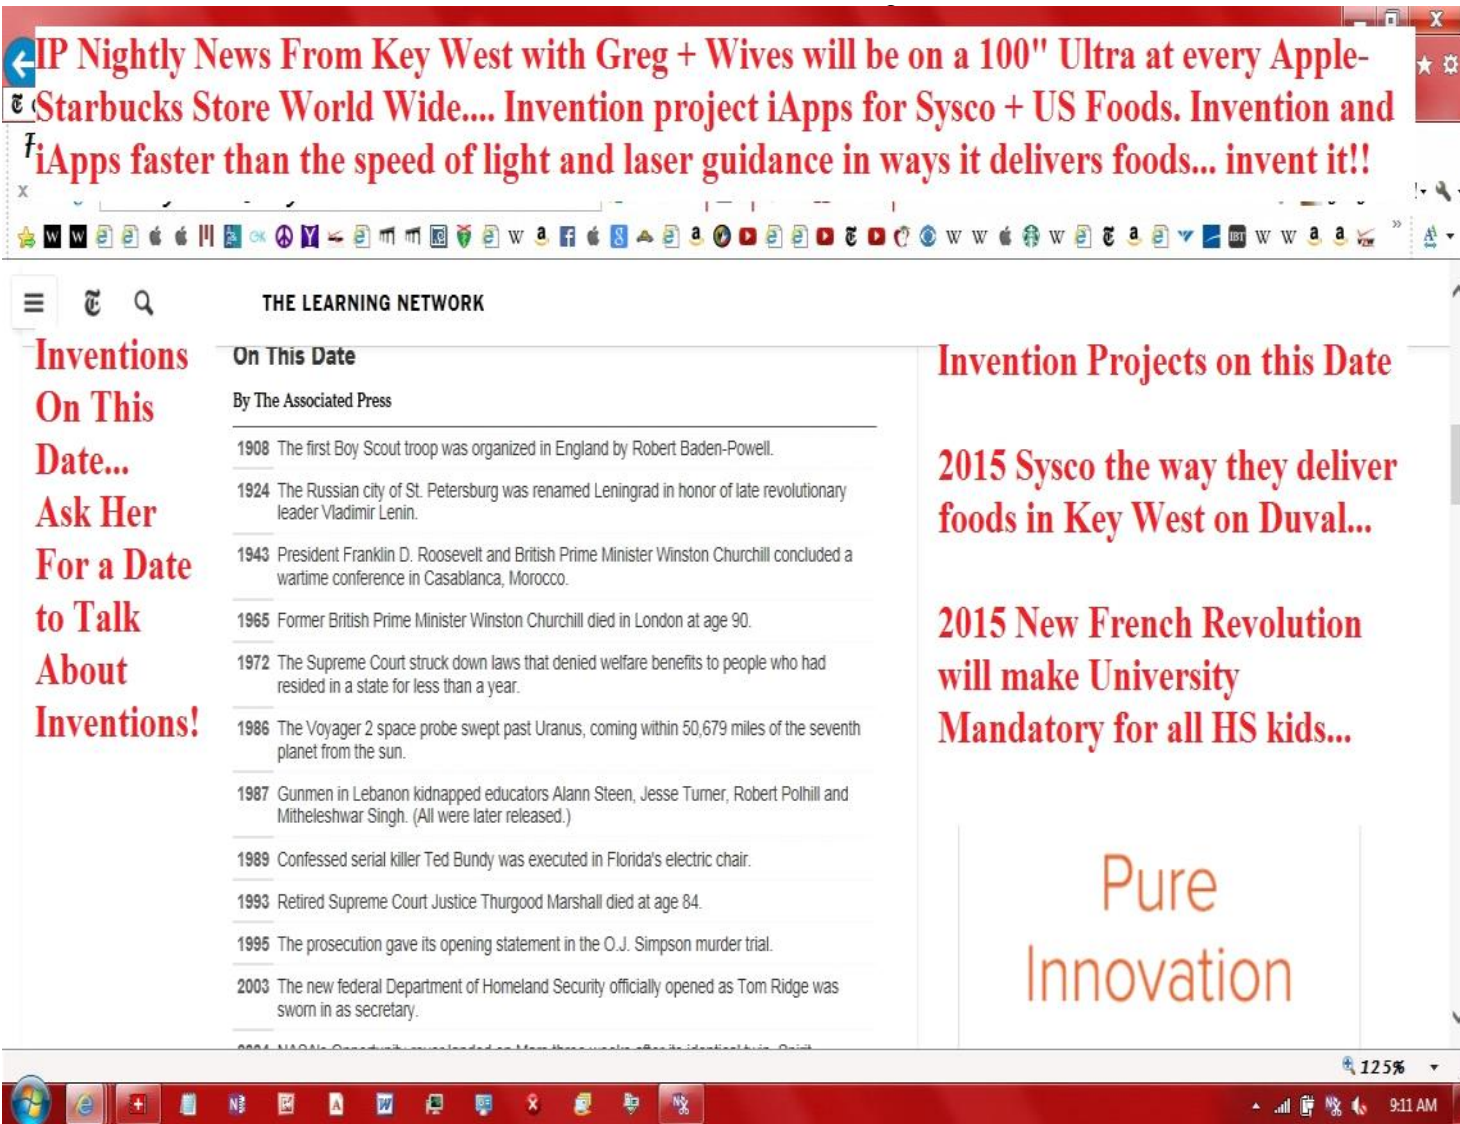 IP Nightly News From Key West with Greg + Wives will be on a 100" Ultra at every Apple-
Starbucks Store World Wide.... Invention project iApps for Sysco + US Foods. Invention and
iApps faster than the speed of light and laser guidance in ways it delivers foods... invent it!!
THE LEARNING NETWORK
Inventions
On This
Date...
Ask Her
For a Date
to Talk
About
Inventions!
On This Date
By The Associated Press
1908 The first Boy Scout troop was organized in England by Robert Baden-Powell.
1924 The Russian city of St. Petersburg was renamed Leningrad in honor of late revolutionary
leader Vladimir Lenin.
1943 President Franklin D. Roosevelt and British Prime Minister Winston Churchill concluded a
wartime conference in Casablanca, Morocco.
1965 Former British Prime Minister Winston Churchill died in London at age 90.
1972 The Supreme Court struck down laws that denied welfare benefits to people who had
resided in a state for less than a year.
1986 The Voyager 2 space probe swept past Uranus, coming within 50,679 miles of the seventh
planet from the sun.
1987 Gunmen in Lebanon kidnapped educators Alann Steen, Jesse Turner, Robert Polhill and
Mitheleshwar Singh. (All were later released.)
1989 Confessed serial killer Ted Bundy was executed in Florida's electric chair.
1993 Retired Supreme Court Justice Thurgood Marshall died at age 84.
1995 The prosecution gave its opening statement in the O.J. Simpson murder trial.
2003 The new federal Department of Homeland Security officially opened as Tom Ridge was
sworn in as secretary.
Invention Projects on this Date
2015 Sysco the way they deliver
foods in Key West on Duval...
2015 New French Revolution
will make University
Mandatory for all HS kids...
Pure
Innovation
125%
9:11 AM